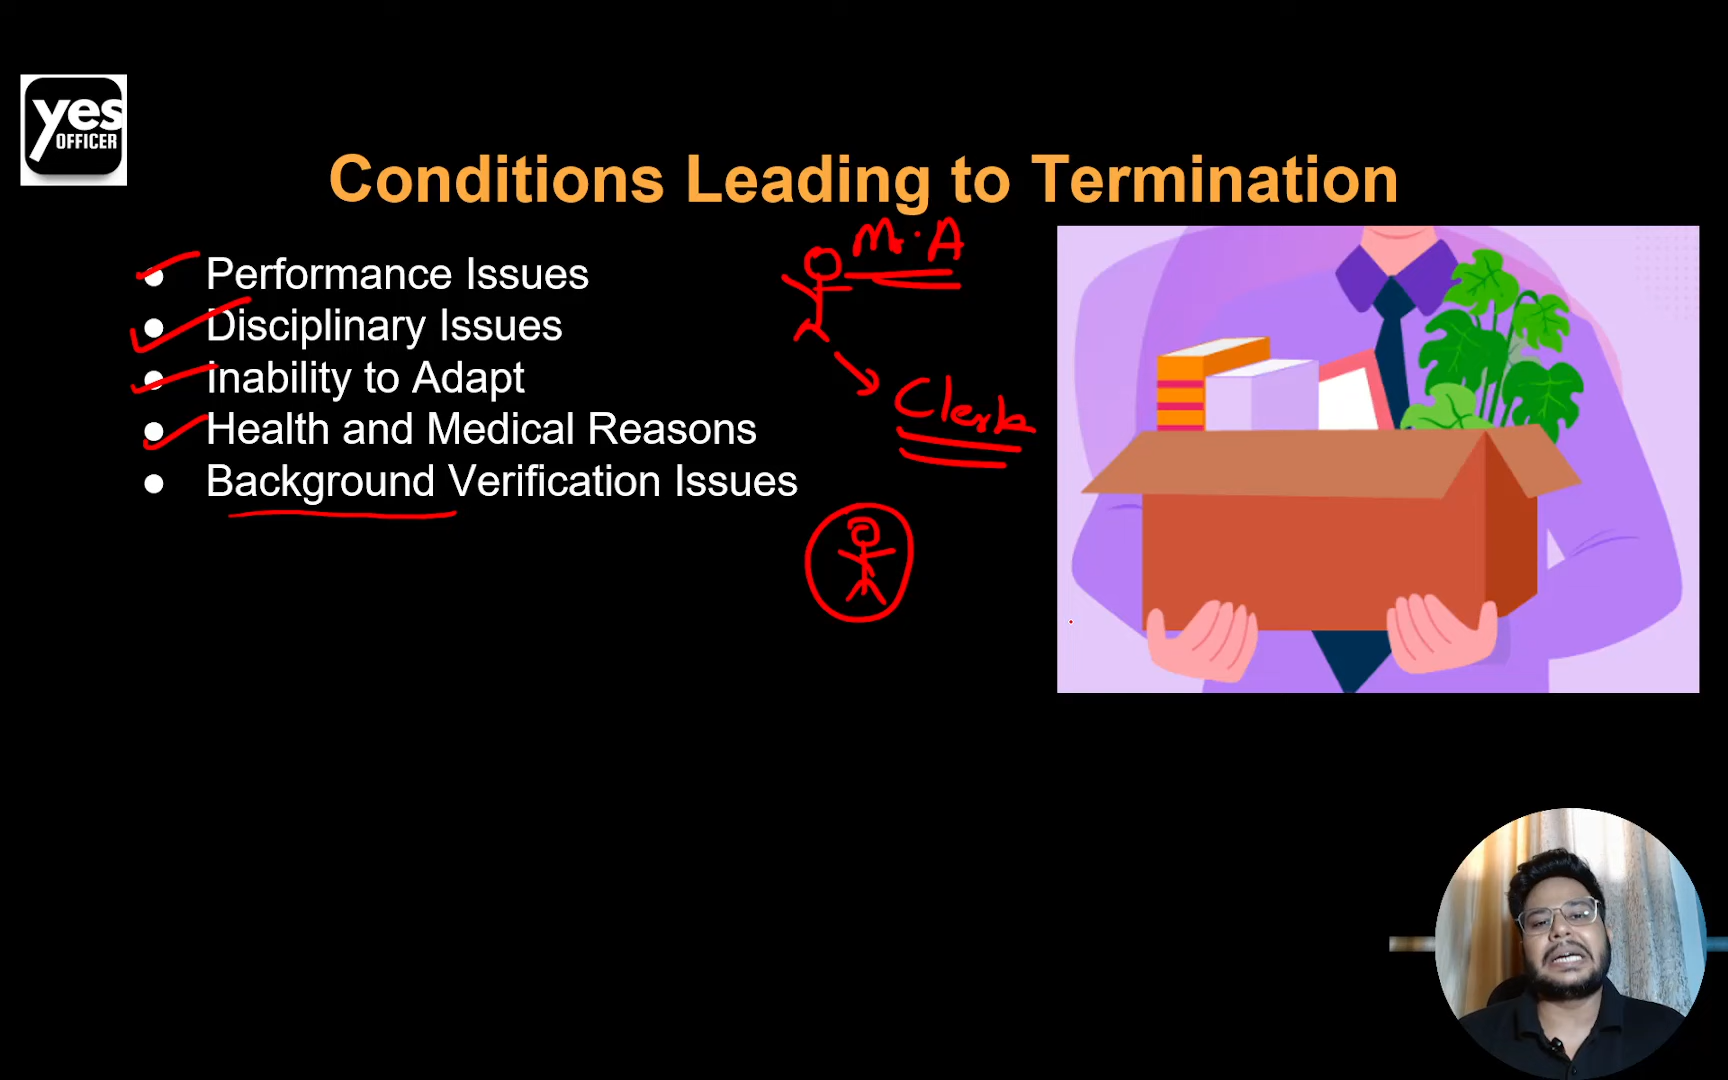 yes
OFFICER
Conditions Leading to Termination
Mr. A
Performance Issues
Disciplinary Issues
Inability to Adapt
Clerk
Health and Medical Reasons
Background Verification Issues